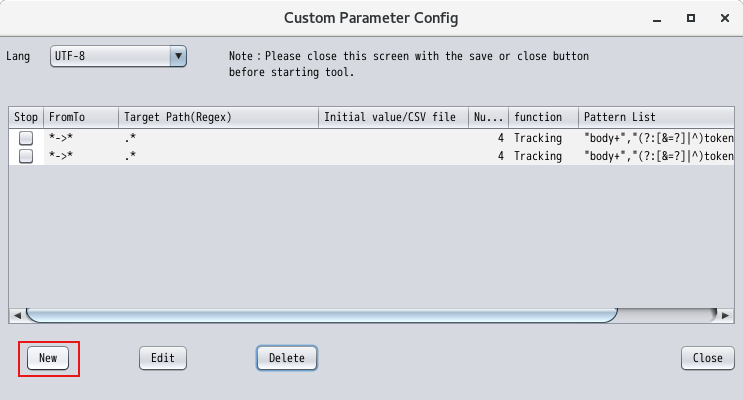 Custom Parameter Config
Lang UTF-8 Note：Please close this screen with the save or close button
before starting tool.
Stop FromTo Target Path(Regex) Initial value/CSV file Nu... function Pattern List
*->* .* 4 Tracking "body+","(?:[&=?]|^)token
*->* .* 4 Tracking "body+","(?:[&=?]|^)token
New Edit Delete Close